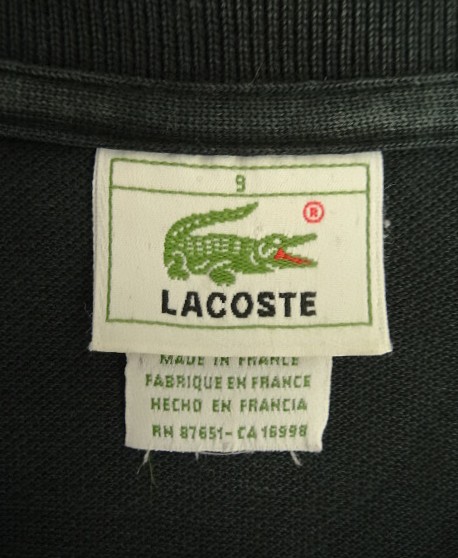 9
®
LACOSTE
MADE IN FRANCE
FABRIQUE EN FRANCE
HECHO EN FRANCIA
RN 87651-CA 16998